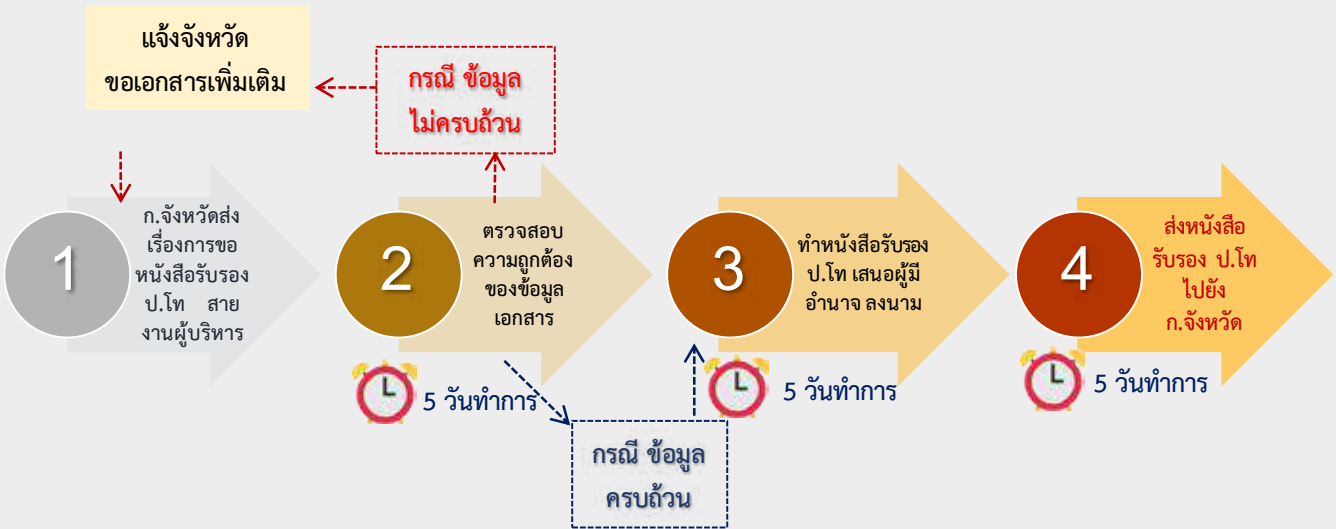 แจ้งจังหวัด
ขอเอกสารเพิ่มเติม
กรณี ข้อมูล
ไม่ครบถ้วน
1
ก.จังหวัดส่ง
เรื่องการขอ
หนังสือรับรอง
ป.โท สาย
งานผู้บริหาร
2
ตรวจสอบ
ความถูกต้อง
ของข้อมูล
เอกสาร
5 วันทำการ
กรณี ข้อมูล
ครบถ้วน
3
ทำหนังสือรับรอง
ป.โท เสนอผู้มี
อำนาจ ลงนาม
5 วันทำการ
4
ส่งหนังสือ
รับรอง ป.โท
ไปยัง
ก.จังหวัด
5 วันทำการ